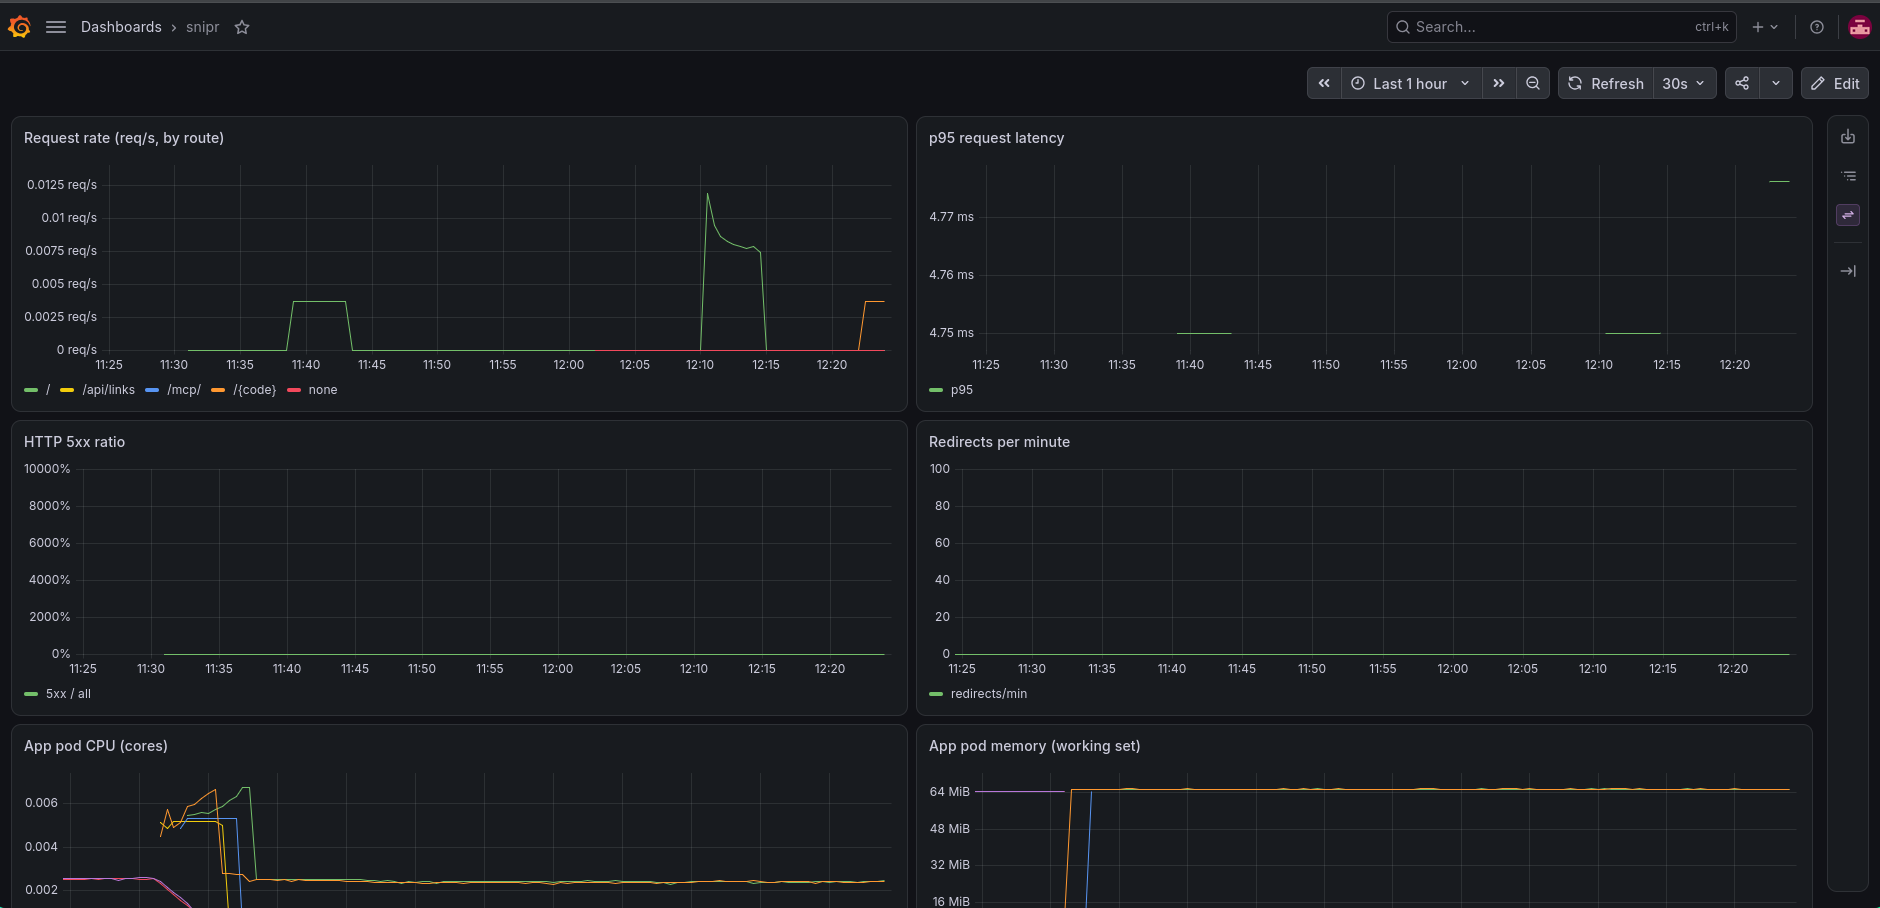 Dashboards › snipr
Search... ctrl+k
Last 1 hour Refresh 30s Edit
Request rate (req/s, by route)
0.0125 req/s
0.01 req/s
0.0075 req/s
0.005 req/s
0.0025 req/s
0 req/s
11:25 11:30 11:35 11:40 11:45 11:50 11:55 12:00 12:05 12:10 12:15 12:20
/ /api/links /mcp/ /{code} none
p95 request latency
4.77 ms
4.76 ms
4.75 ms
11:25 11:30 11:35 11:40 11:45 11:50 11:55 12:00 12:05 12:10 12:15 12:20
p95
HTTP 5xx ratio
10000%
8000%
6000%
4000%
2000%
0%
11:25 11:30 11:35 11:40 11:45 11:50 11:55 12:00 12:05 12:10 12:15 12:20
5xx / all
Redirects per minute
100
80
60
40
20
0
11:25 11:30 11:35 11:40 11:45 11:50 11:55 12:00 12:05 12:10 12:15 12:20
redirects/min
App pod CPU (cores)
0.006
0.004
0.002
App pod memory (working set)
64 MiB
48 MiB
32 MiB
16 MiB